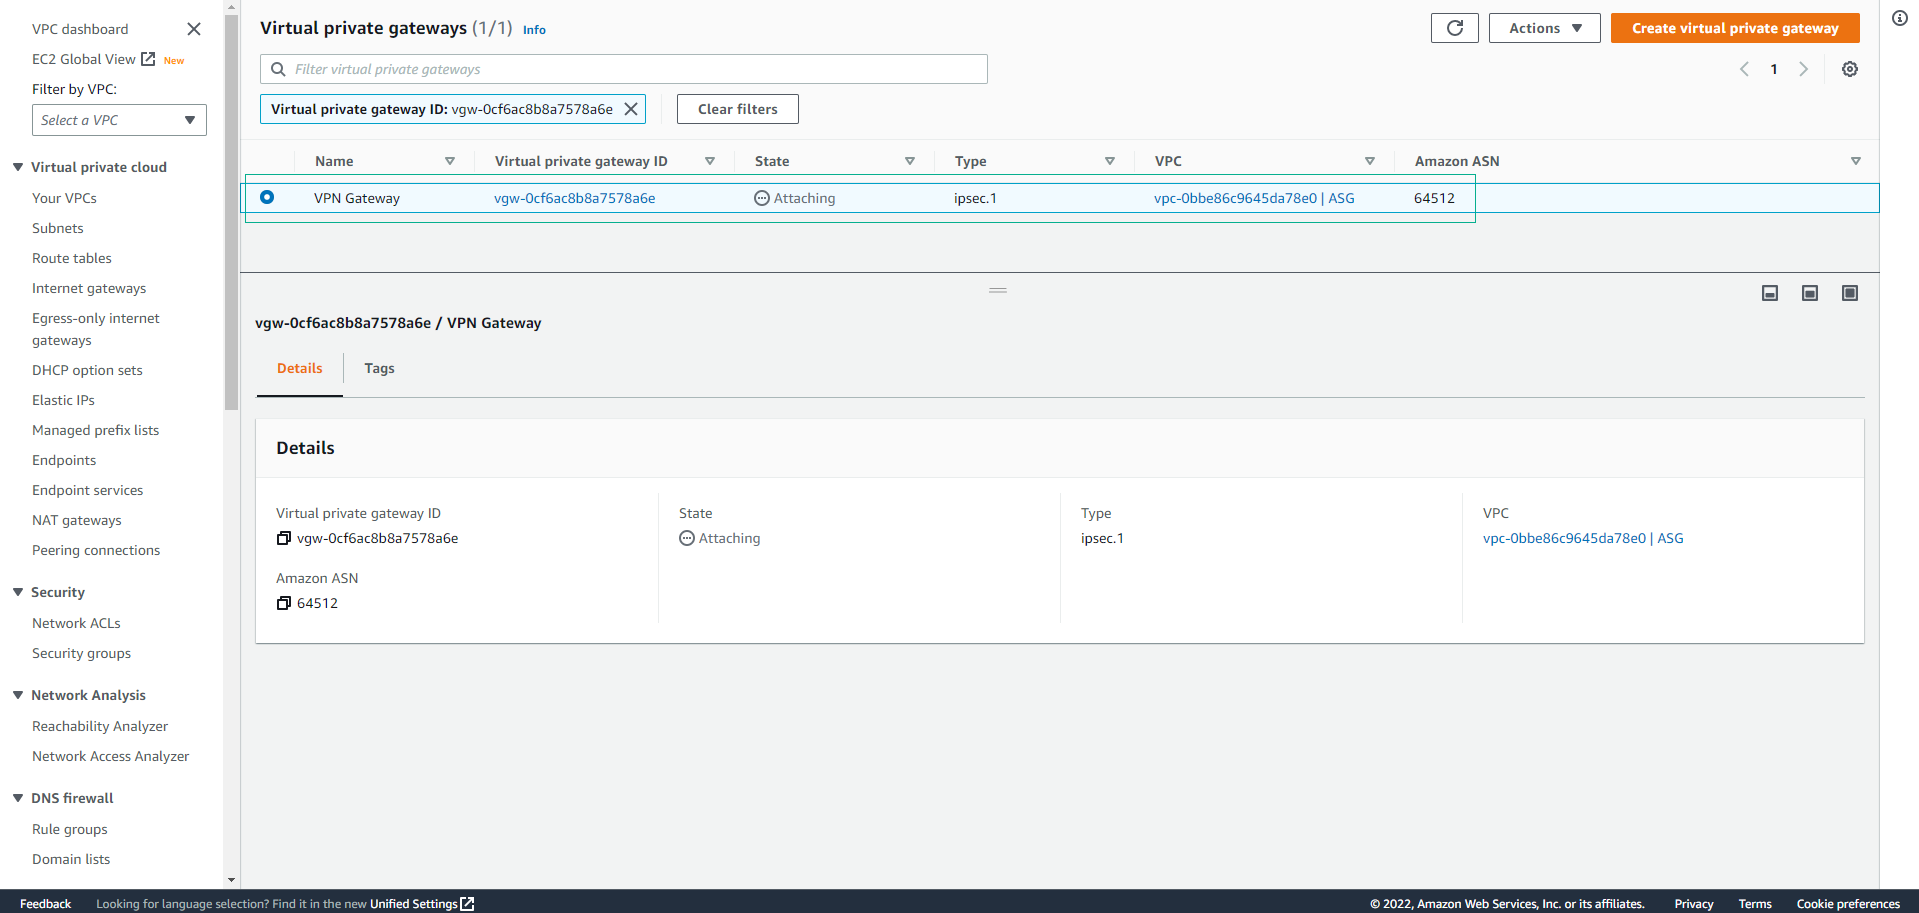 VPC dashboard
EC2 Global View New
Filter by VPC:
Select a VPC
Virtual private cloud
Your VPCs
Subnets
Route tables
Internet gateways
Egress-only internet
gateways
DHCP option sets
Elastic IPs
Managed prefix lists
Endpoints
Endpoint services
NAT gateways
Peering connections
Security
Network ACLs
Security groups
Network Analysis
Reachability Analyzer
Network Access Analyzer
DNS firewall
Rule groups
Domain lists
Virtual private gateways (1/1) Info
Actions
Create virtual private gateway
Filter virtual private gateways
1
Virtual private gateway ID: vgw-0cf6ac8b8a7578a6e
Clear filters
Name Virtual private gateway ID State Type VPC Amazon ASN
VPN Gateway vgw-0cf6ac8b8a7578a6e Attaching ipsec.1 vpc-0bbe86c9645da78e0 | ASG 64512
vgw-0cf6ac8b8a7578a6e / VPN Gateway
Details Tags
Details
Virtual private gateway ID
vgw-0cf6ac8b8a7578a6e
Amazon ASN
64512
State
Attaching
Type
ipsec.1
VPC
vpc-0bbe86c9645da78e0 | ASG
Feedback Looking for language selection? Find it in the new Unified Settings © 2022, Amazon Web Services, Inc. or its affiliates. Privacy Terms Cookie preferences